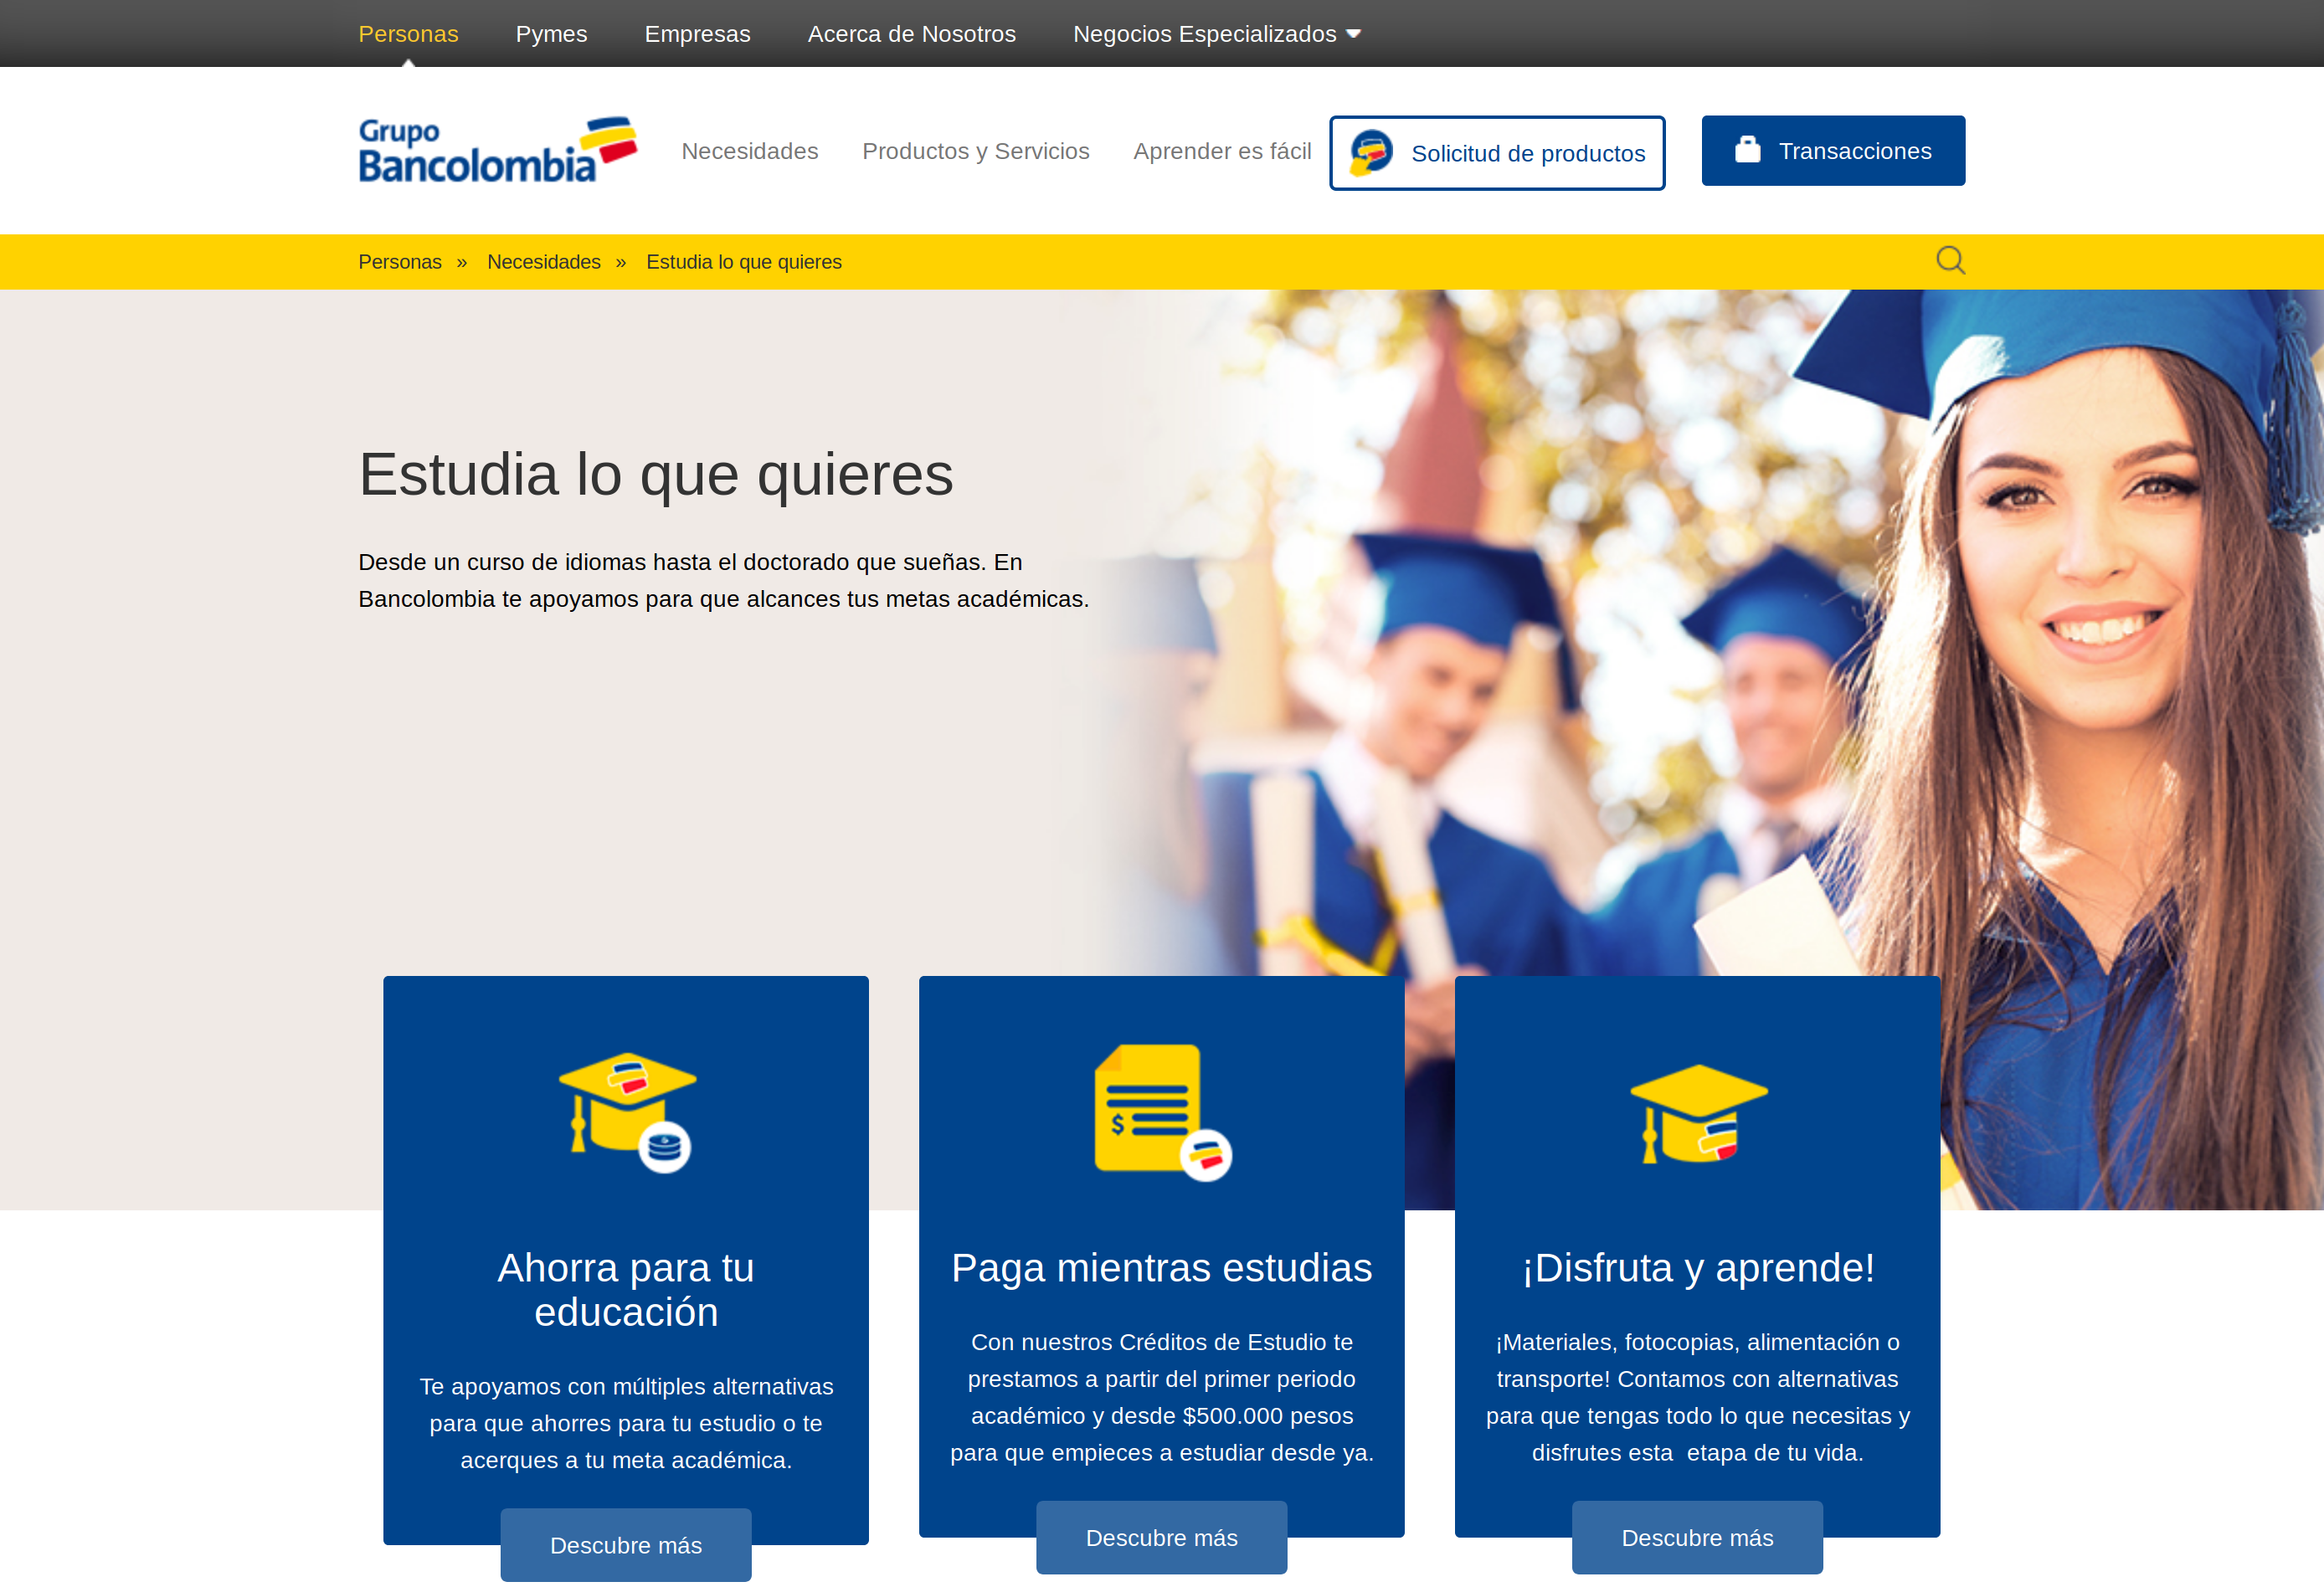 Personas Pymes Empresas Acerca de Nosotros Negocios Especializados
Grupo
Bancolombia
Necesidades Productos y Servicios Aprender es fácil Solicitud de productos Transacciones
Personas » Necesidades » Estudia lo que quieres
Estudia lo que quieres
Desde un curso de idiomas hasta el doctorado que sueñas. En
Bancolombia te apoyamos para que alcances tus metas académicas.
$
Ahorra para tu
educación
Te apoyamos con múltiples alternativas
para que ahorres para tu estudio o te
acerques a tu meta académica.
Descubre más
Paga mientras estudias
Con nuestros Créditos de Estudio te
prestamos a partir del primer periodo
académico y desde $500.000 pesos
para que empieces a estudiar desde ya.
Descubre más
¡Disfruta y aprende!
¡Materiales, fotocopias, alimentación o
transporte! Contamos con alternativas
para que tengas todo lo que necesitas y
disfrutes esta  etapa de tu vida.
Descubre más